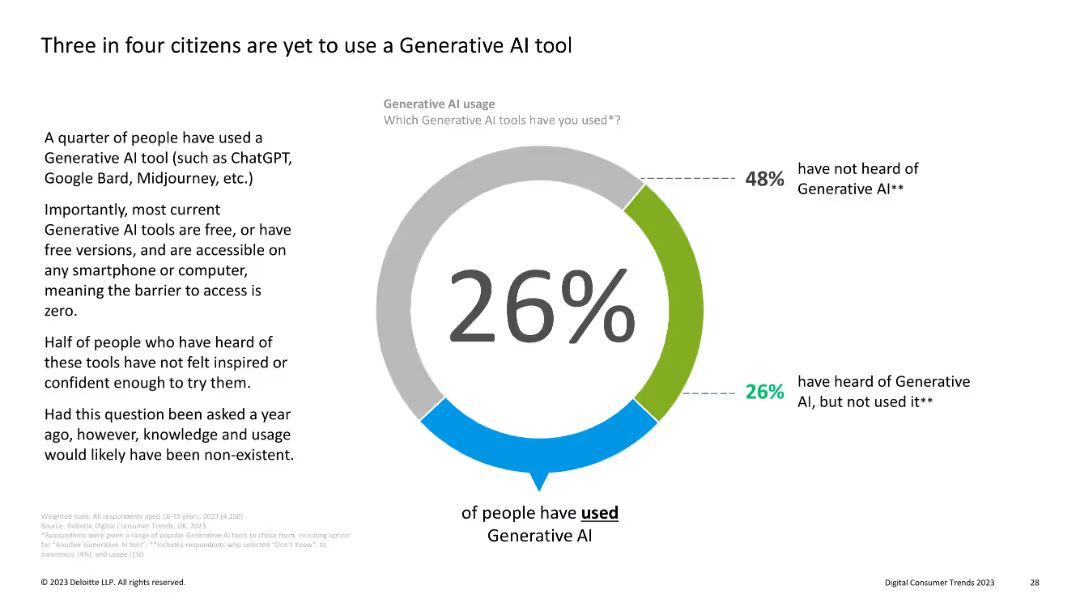 Three in four citizens are yet to use a Generative AI tool
Generative AI usage
Which Generative AI tools have you used*?
A quarter of people have used a
Generative AI tool (such as ChatGPT,
Google Bard, Midjourney, etc.)
Importantly, most current
Generative AI tools are free, or have
free versions, and are accessible on
any smartphone or computer,
meaning the barrier to access is
zero.
Half of people who have heard of
these tools have not felt inspired or
confident enough to try them.
Had this question been asked a year
ago, however, knowledge and usage
would likely have been non-existent.
48%
have not heard of
Generative AI**
26%
26%
have heard of Generative
AI, but not used it**
of people have used
Generative AI
Weighted base: All respondents aged 16-75 years, 2023 (4,150)
Source: Deloitte Digital Consumer Trends, UK, 2023
*Respondents were given a range of popular Generative AI tools to choose from, including option
for "Another Generative AI tool"; **Includes respondents who selected "Don't Know", to
awareness (4%), and usage (1%)
© 2023 Deloitte LLP. All rights reserved.
Digital Consumer Trends 2023
28